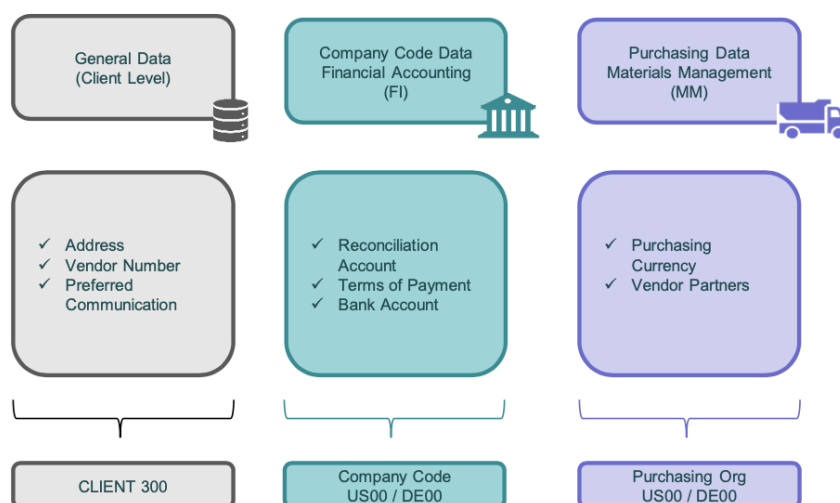 General Data
(Client Level)
Company Code Data
Financial Accounting
(FI)
Purchasing Data
Materials Management
(MM)
✓ Address
✓ Vendor Number
✓ Preferred
Communication
✓ Reconciliation
Account
✓ Terms of Payment
✓ Bank Account
✓ Purchasing
Currency
✓ Vendor Partners
CLIENT 300
Company Code
US00 / DE00
Purchasing Org
US00 / DE00